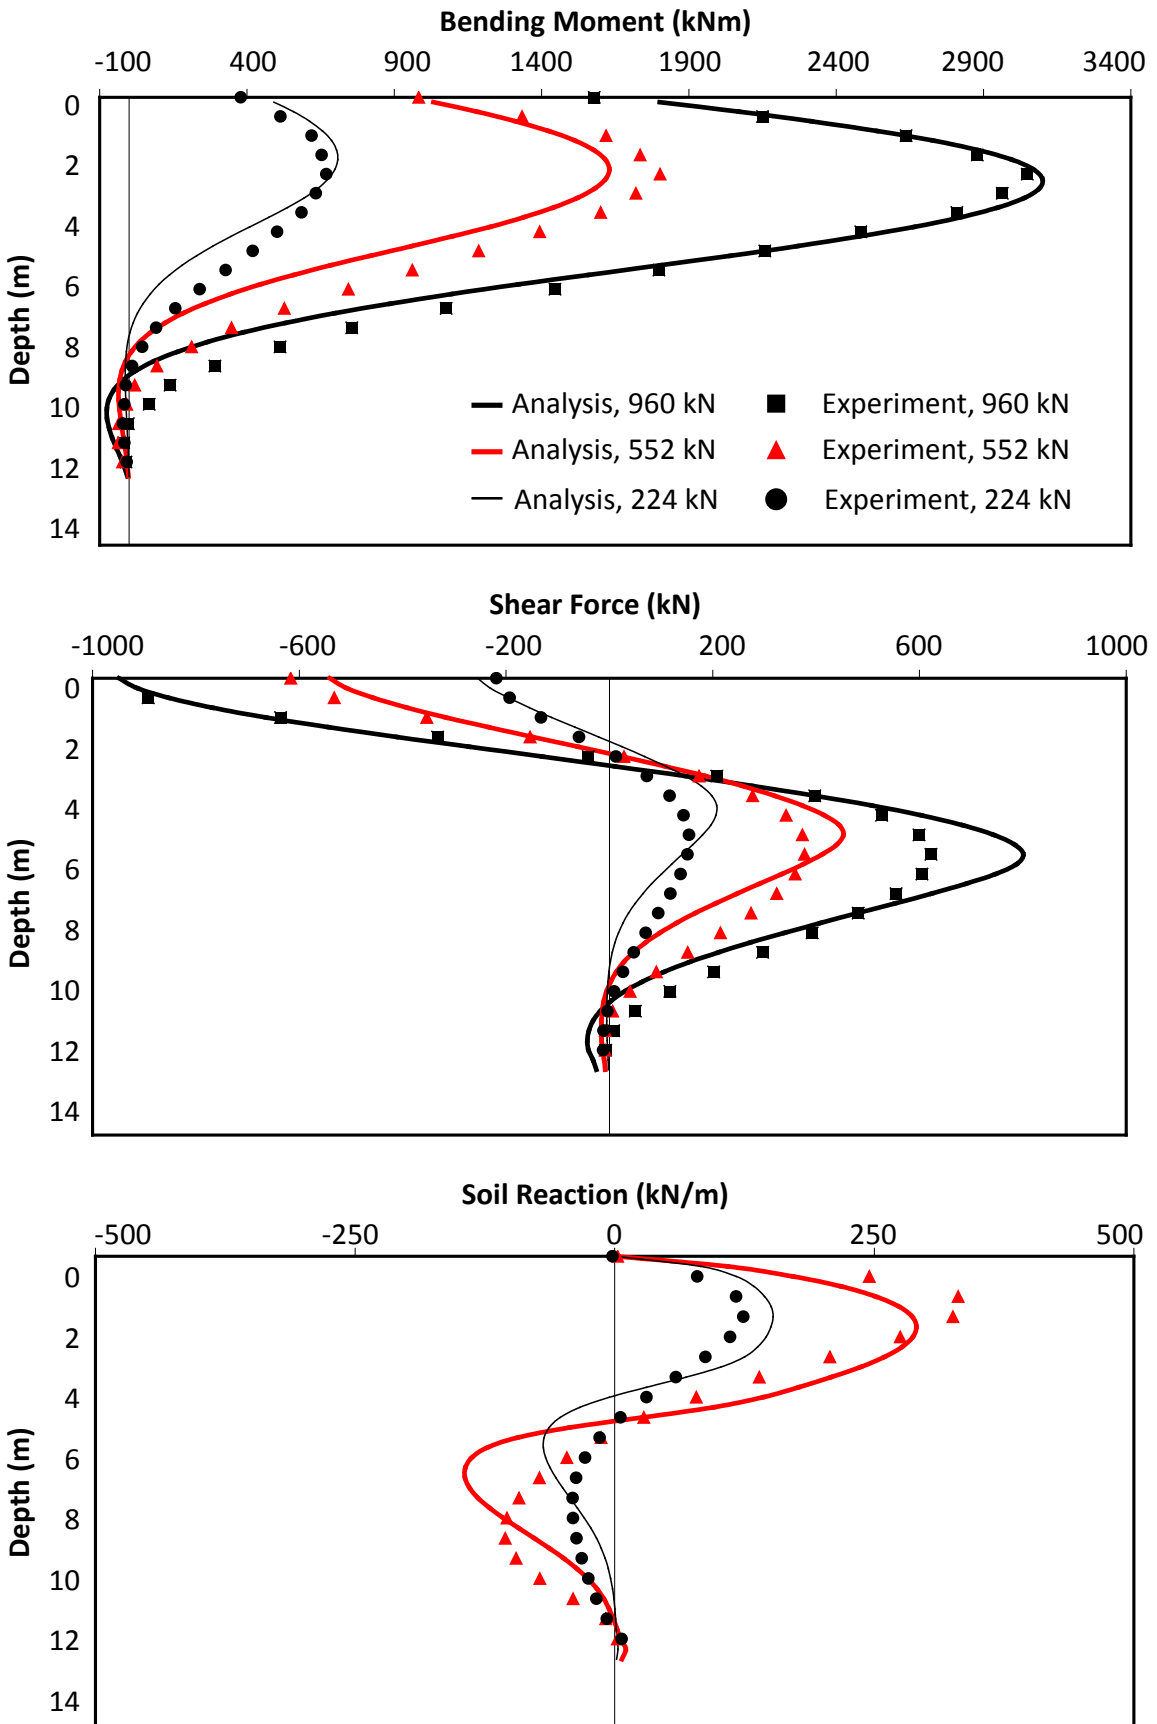 Bending Moment (kNm)
-100 400 900 1400 1900 2400 2900 3400
0
2
4
6
8
10
12
14
Depth (m)
Analysis, 960 kN Experiment, 960 kN
Analysis, 552 kN Experiment, 552 kN
Analysis, 224 kN Experiment, 224 kN
Shear Force (kN)
-1000 -600 -200 200 600 1000
0
2
4
6
8
10
12
14
Depth (m)
Soil Reaction (kN/m)
-500 -250 0 250 500
0
2
4
6
8
10
12
14
Depth (m)